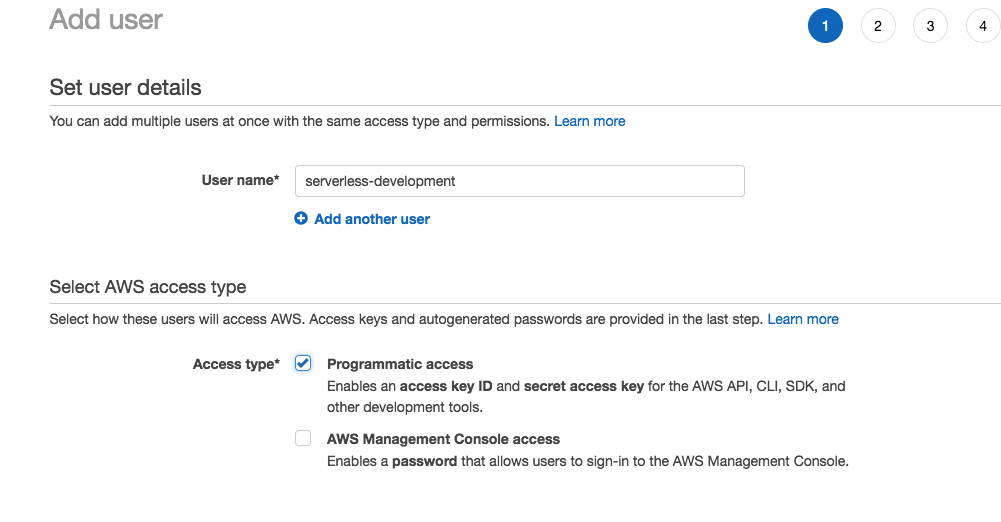 Add user
1 2 3 4
Set user details
You can add multiple users at once with the same access type and permissions. Learn more
User name* serverless-development
Add another user
Select AWS access type
Select how these users will access AWS. Access keys and autogenerated passwords are provided in the last step. Learn more
Access type* Programmatic access
Enables an access key ID and secret access key for the AWS API, CLI, SDK, and
other development tools.
AWS Management Console access
Enables a password that allows users to sign-in to the AWS Management Console.